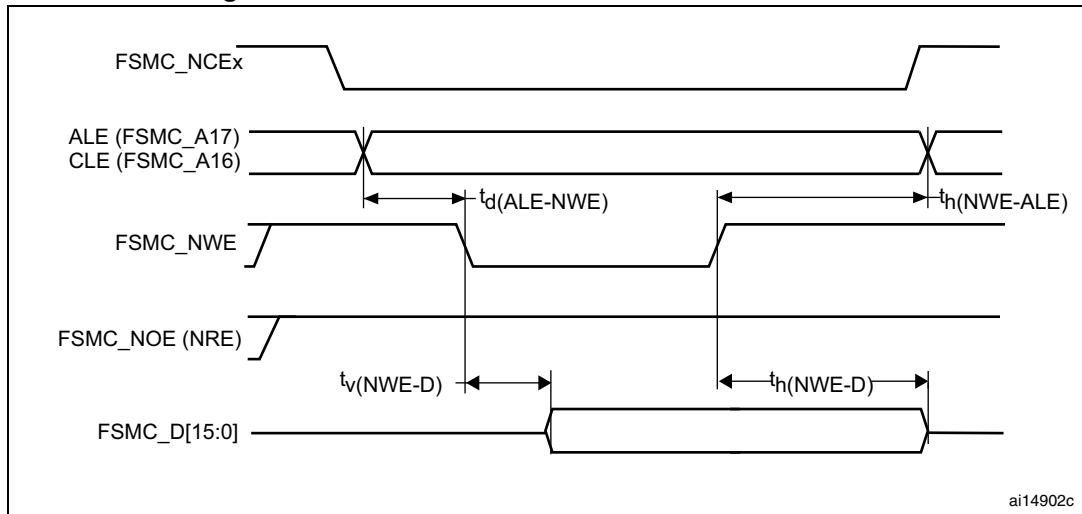 FSMC_NCEx
ALE (FSMC_A17)
CLE (FSMC_A16)
td(ALE-NWE)
th(NWE-ALE)
FSMC_NWE
FSMC_NOE (NRE)
tv(NWE-D)
th(NWE-D)
FSMC_D[15:0]
ai14902c